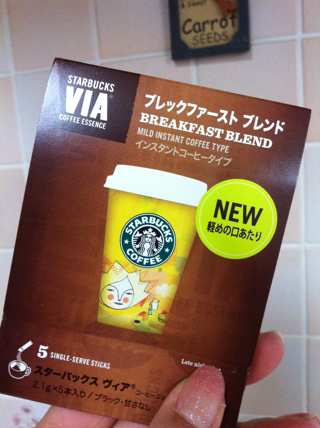 & SWEET
Carrot
SEEDS
STARBUCKS
VIA
COFFEE ESSENCE
ブレックファースト ブレンド
BREAKFAST BLEND
MILD INSTANT COFFEE TYPE
インスタントコーヒータイプ
NEW
軽めの口あたり
STARBUCKS
COFFEE
5 SINGLE-SERVE STICKS
Late
スターバックス ヴィア®
2.1g×5本入り/ブラック・甘さなし